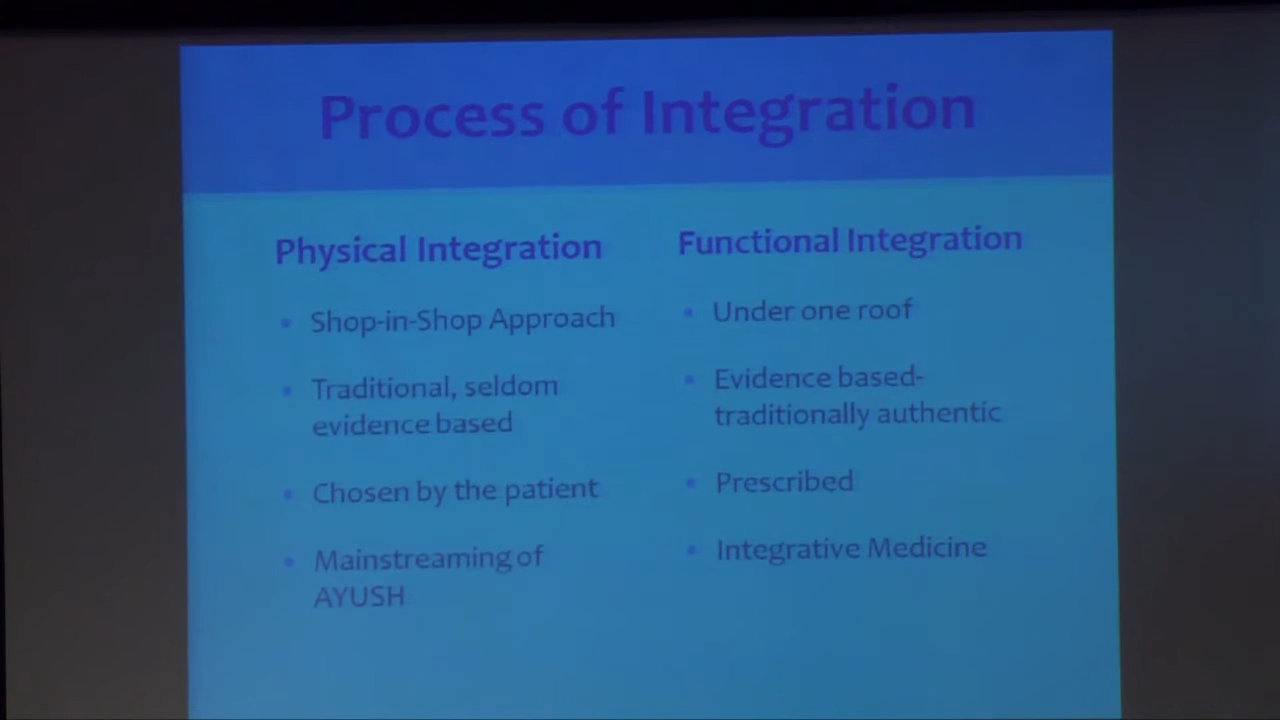 Process of Integration
Physical Integration
Shop-in-Shop Approach
Traditional, seldom
evidence based
Chosen by the patient
Mainstreaming of
AYUSH
Functional Integration
Under one roof
Evidence based-
traditionally authentic
Prescribed
Integrative Medicine